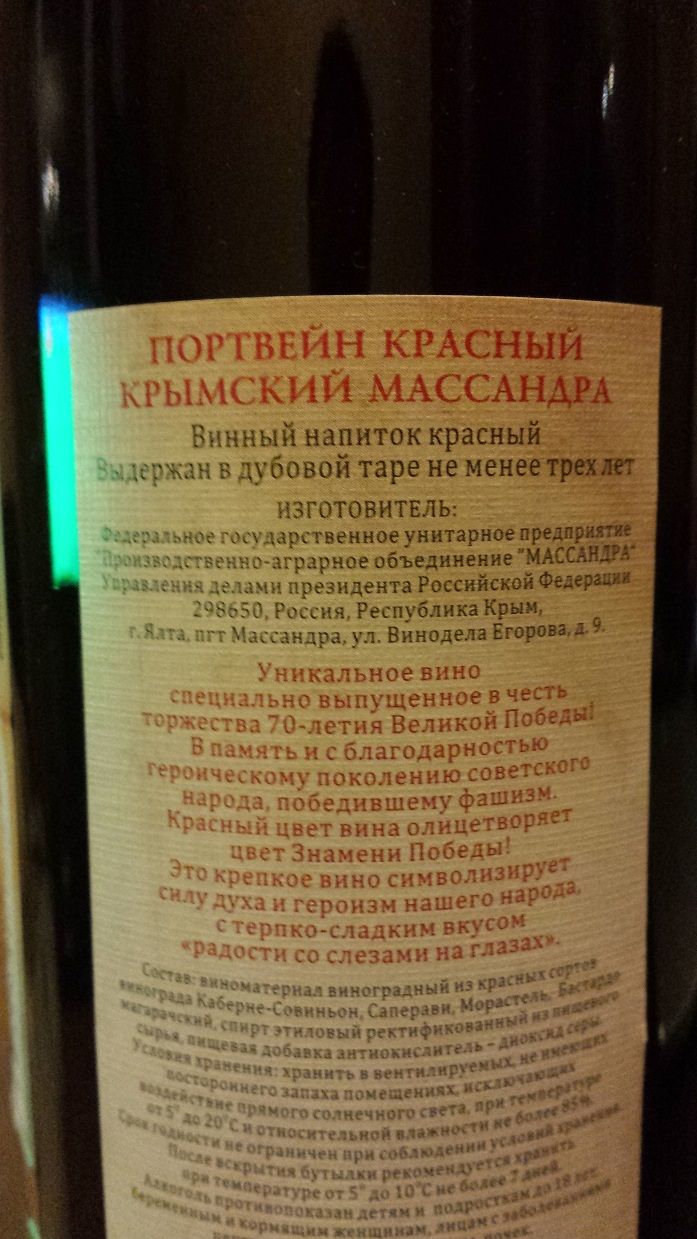 ПОРТВЕЙН КРАСНЫЙ
КРЫМСКИЙ МАССАНДРА
Винный напиток красный
Выдержан в дубовой таре не менее трех лет
ИЗГОТОВИТЕЛЬ:
Федеральное государственное унитарное предприятие
"Производственно-аграрное объединение "МАССАНДРА"
Управления делами президента Российской Федерации
298650, Россия, Республика Крым,
г. Ялта, пгт Массандра, ул. Винодела Егорова, д. 9.
Уникальное вино
специально выпущенное в честь
торжества 70-летия Великой Победы!
В память и с благодарностью
героическому поколению советского
народа, победившему фашизм.
Красный цвет вина олицетворяет
цвет Знамени Победы!
Это крепкое вино символизирует
силу духа и героизм нашего народа,
с терпко-сладким вкусом
«радости со слезами на глазах».
Состав: виноматериал виноградный из красных сортов
винограда Каберне-Совиньон, Саперави, Морастель, Бастардо
магарачский, спирт этиловый ректификованный из пищевого
сырья, пищевая добавка антиокислитель – диоксид серы.
Условия хранения: хранить в вентилируемых, не имеющих
постороннего запаха помещениях, исключающих
воздействие прямого солнечного света, при температуре
от 5° до 20°С и относительной влажности не более 85%.
Срок годности не ограничен при соблюдении условий хранения.
После вскрытия бутылки рекомендуется хранить
при температуре от 5° до 10°С не более 7 дней.
Алкоголь противопоказан детям и подросткам до 18 лет,
беременным и кормящим женщинам, лицам с заболеваниями
почек.